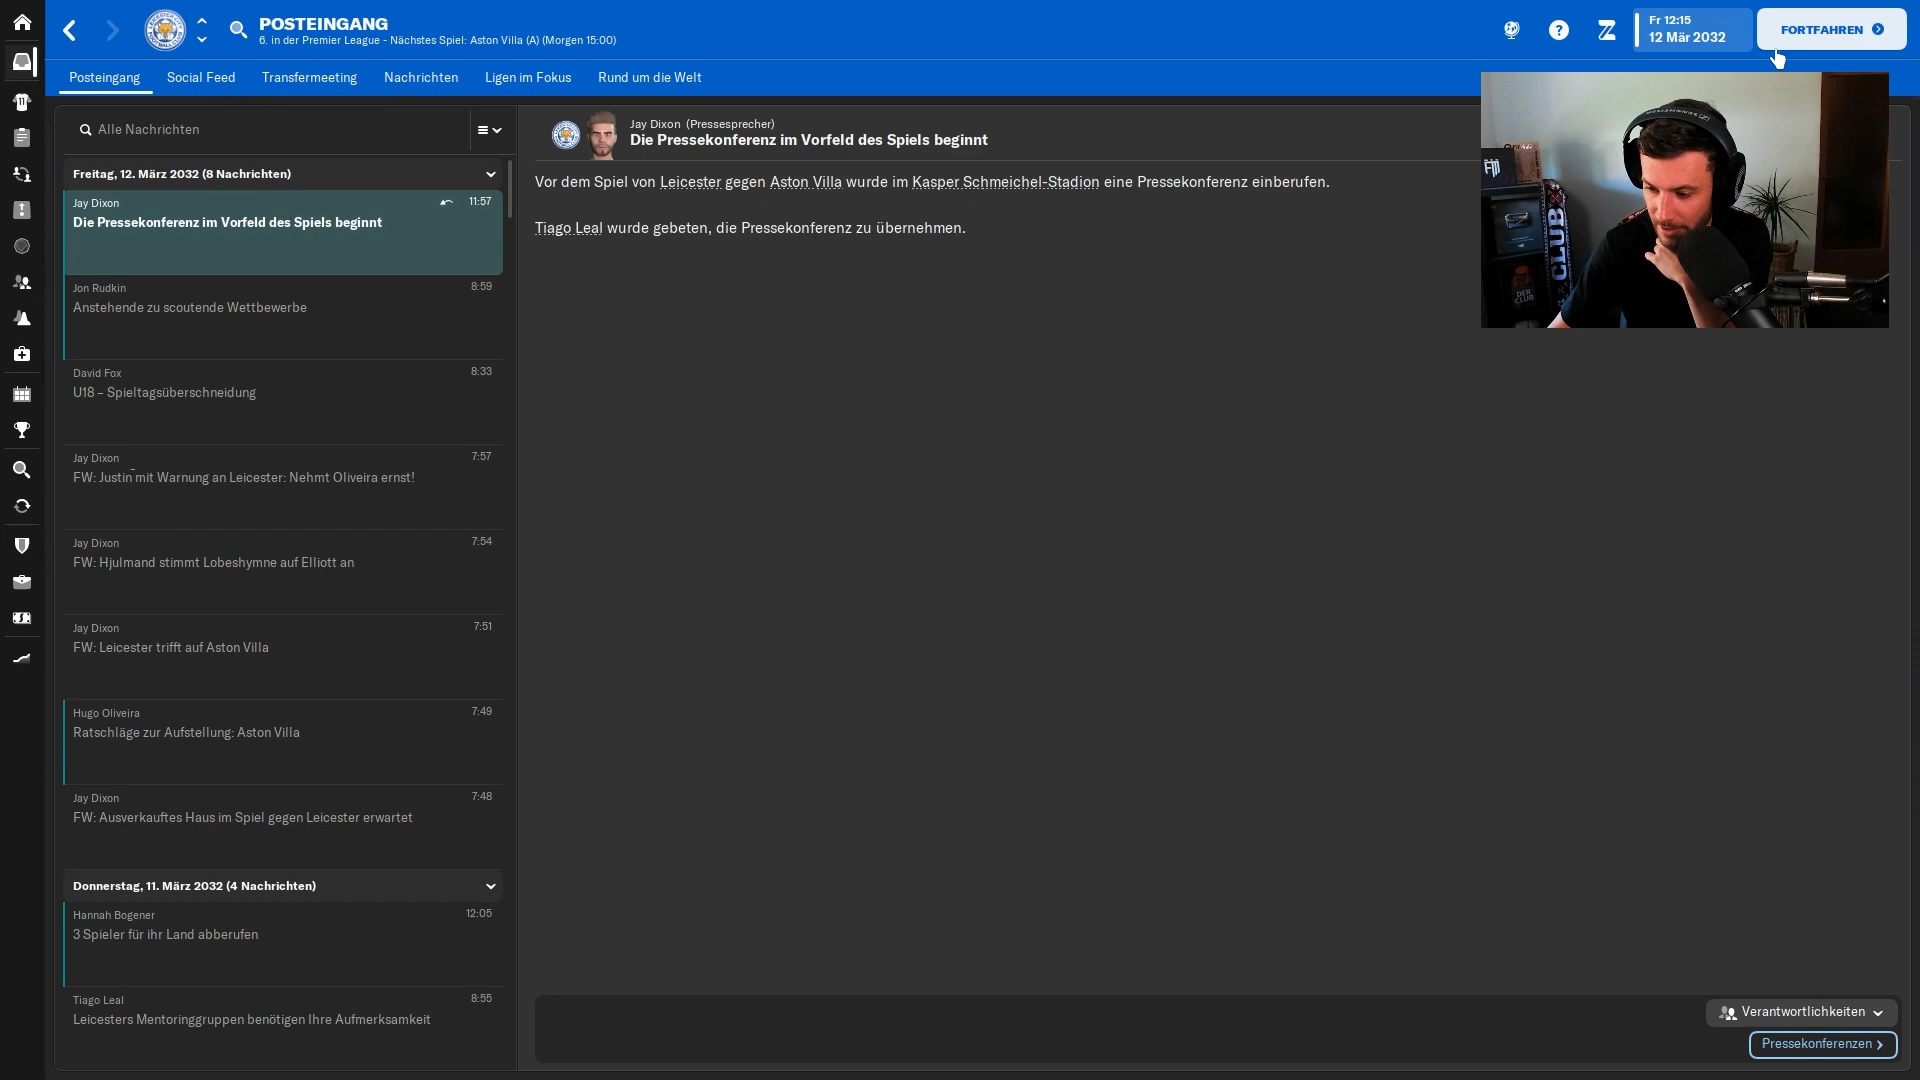 POSTEINGANG
6. in der Premier League - Nächstes Spiel: Aston Villa (A) (Morgen 15:00)
Fr 12:15
12 Mär 2032
FORTFAHREN
Posteingang
Social Feed
Transfermeeting
Nachrichten
Ligen im Fokus
Rund um die Welt
Alle Nachrichten
Freitag, 12. März 2032 (8 Nachrichten)
Jay Dixon 11:57
Die Pressekonferenz im Vorfeld des Spiels beginnt
Jon Rudkin 8:59
Anstehende zu scoutende Wettbewerbe
David Fox 8:33
U18 – Spieltagsüberschneidung
Jay Dixon 7:57
FW: Justin mit Warnung an Leicester: Nehmt Oliveira ernst!
Jay Dixon 7:54
FW: Hjulmand stimmt Lobeshymne auf Elliott an
Jay Dixon 7:51
FW: Leicester trifft auf Aston Villa
Hugo Oliveira 7:49
Ratschläge zur Aufstellung: Aston Villa
Jay Dixon 7:48
FW: Ausverkauftes Haus im Spiel gegen Leicester erwartet
Donnerstag, 11. März 2032 (4 Nachrichten)
Hannah Bogener 12:05
3 Spieler für ihr Land abberufen
Tiago Leal 8:55
Leicesters Mentoringgruppen benötigen Ihre Aufmerksamkeit
Jay Dixon (Pressesprecher)
Die Pressekonferenz im Vorfeld des Spiels beginnt
Vor dem Spiel von Leicester gegen Aston Villa wurde im Kasper Schmeichel-Stadion eine Pressekonferenz einberufen.
Tiago Leal wurde gebeten, die Pressekonferenz zu übernehmen.
FM
CLUB
DER
CLUB
Verantwortlichkeiten
Pressekonferenzen